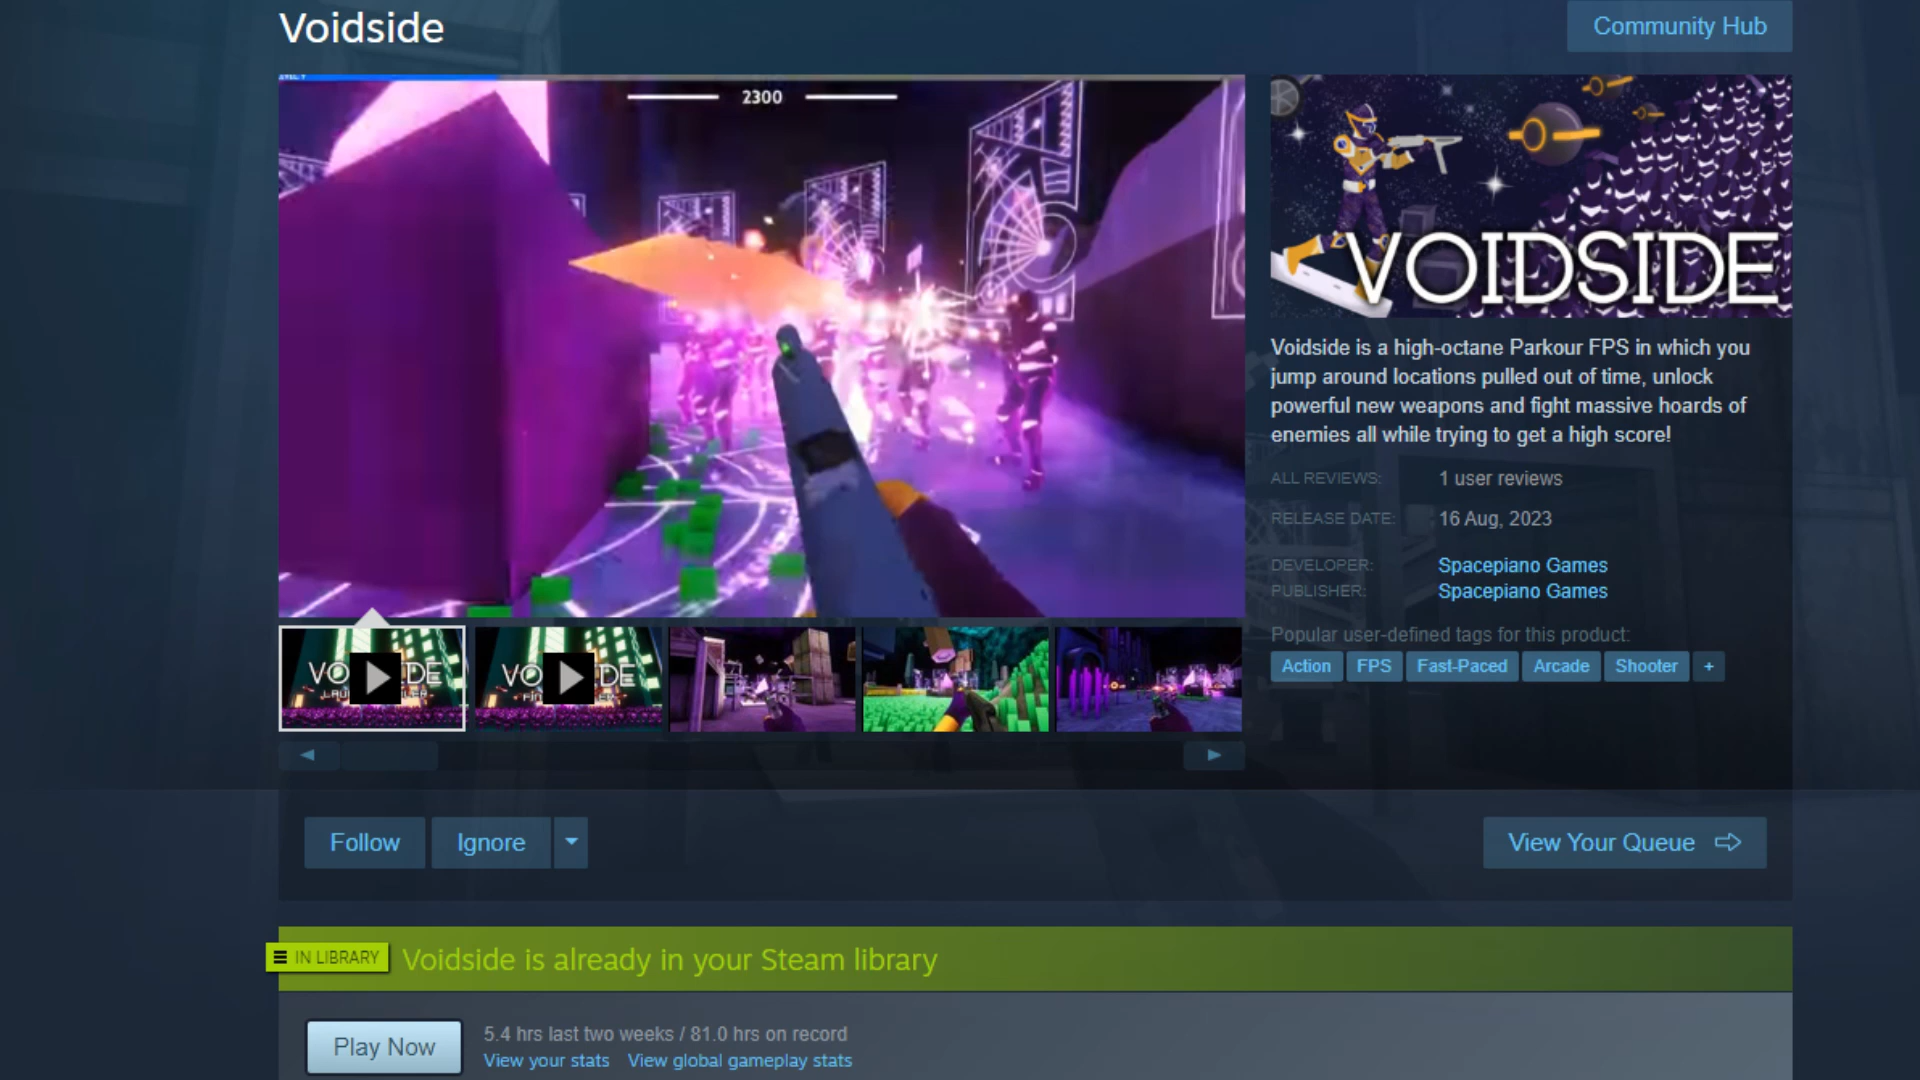 Voidside
Community Hub
2300
VOIDSIDE
Voidside is a high-octane Parkour FPS in which you
jump around locations pulled out of time, unlock
powerful new weapons and fight massive hoards of
enemies all while trying to get a high score!
ALL REVIEWS: 1 user reviews
RELEASE DATE: 16 Aug, 2023
DEVELOPER: Spacepiano Games
PUBLISHER: Spacepiano Games
Popular user-defined tags for this product:
Action FPS Fast-Paced Arcade Shooter +
Follow Ignore View Your Queue
IN LIBRARY Voidside is already in your Steam library
Play Now 5.4 hrs last two weeks / 81.0 hrs on record
View your stats View global gameplay stats